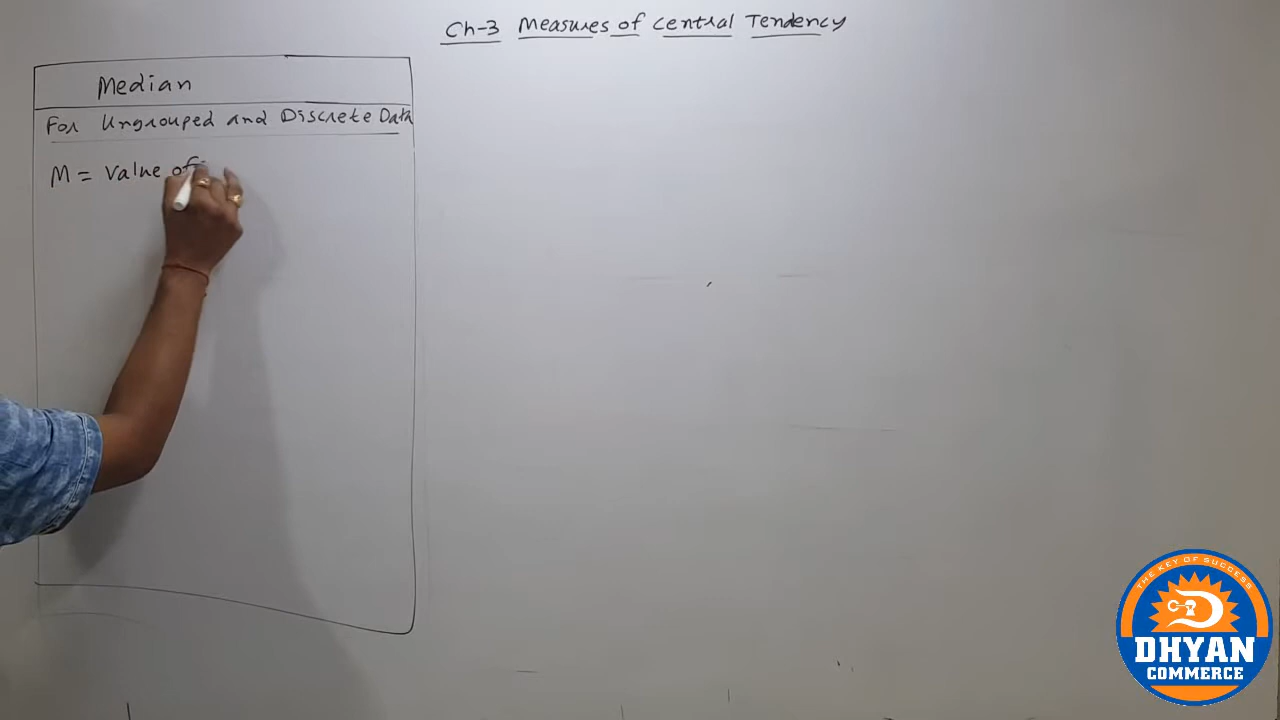 Ch-3 Measures of Central Tendency
Median
For Ungrouped and Discrete Data
M = Value of
THE KEY OF SUCCESS
DHYAN
COMMERCE